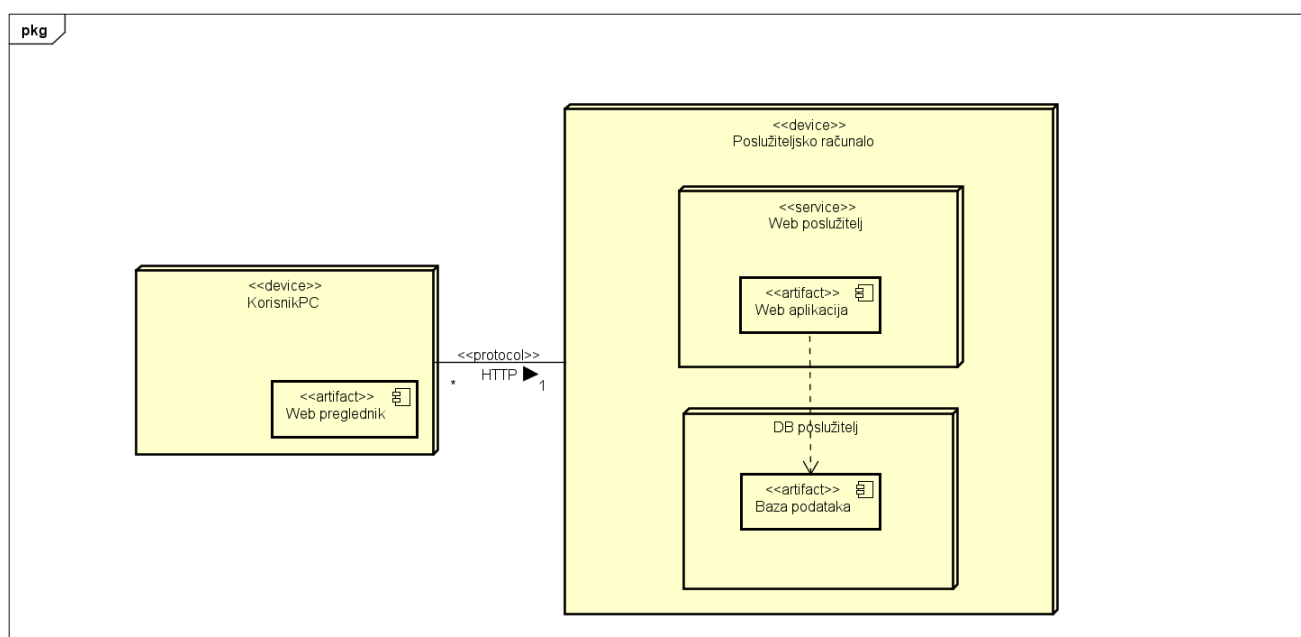 pkg
<<device>>
KorisnikPC
<<artifact>>
Web preglednik
<<protocol>>
HTTP
*
1
<<device>>
Poslužiteljsko računalo
<<service>>
Web poslužitelj
<<artifact>>
Web aplikacija
DB poslužitelj
<<artifact>>
Baza podataka